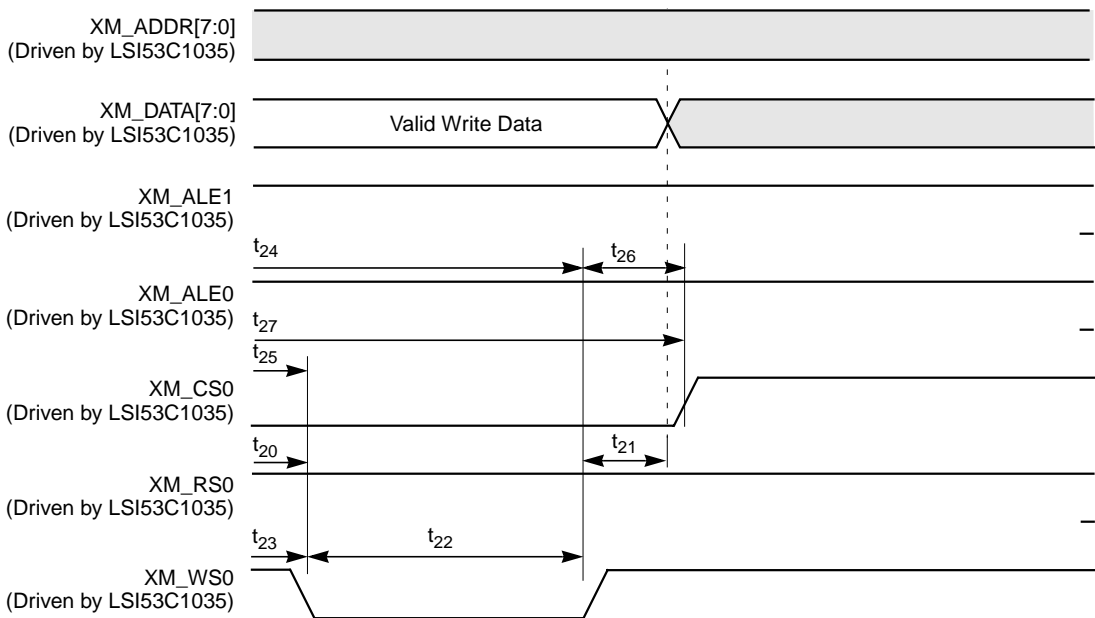 XM_ADDR[7:0]
(Driven by LSI53C1035)
XM_DATA[7:0]
(Driven by LSI53C1035)
Valid Write Data
XM_ALE1
(Driven by LSI53C1035)
t24
t26
XM_ALE0
(Driven by LSI53C1035)
t27
t25
XM_CS0
(Driven by LSI53C1035)
t20
t21
XM_RS0
(Driven by LSI53C1035)
t23
t22
XM_WS0
(Driven by LSI53C1035)